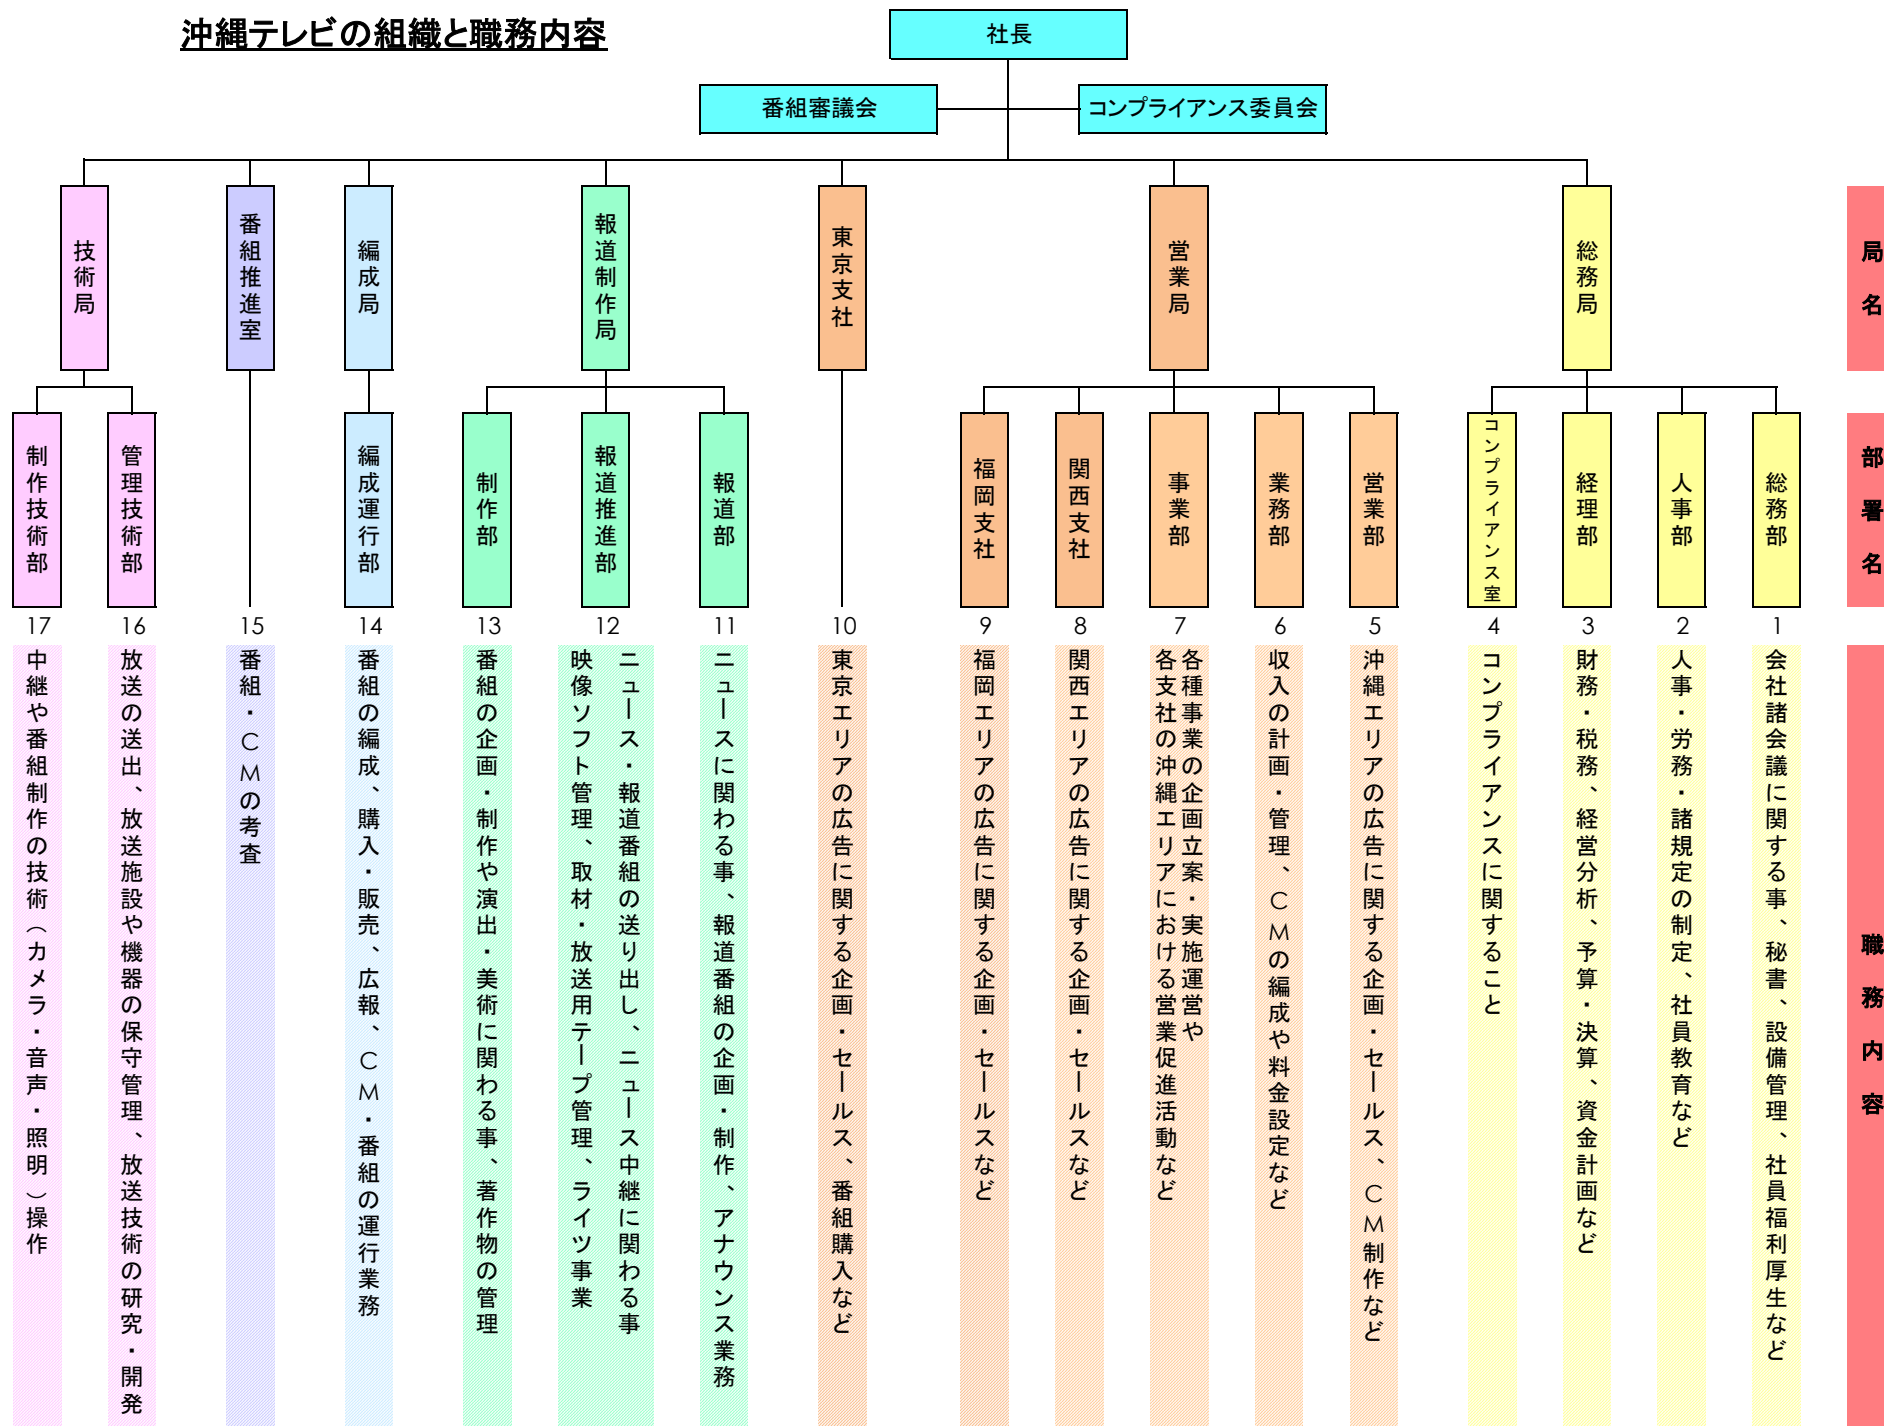 沖縄テレビの組織と職務内容
社長
番組審議会
コンプライアンス委員会
局名
総務局
営業局
東京支社
報道制作局
編成局
番組推進室
技術局
部署名
総務部
人事部
経理部
コンプライアンス室
営業部
業務部
事業部
関西支社
福岡支社
報道部
報道推進部
制作部
編成運行部
管理技術部
制作技術部
1
2
3
4
5
6
7
8
9
10
11
12
13
14
15
16
17
職務内容
会社諸会議に関する事、秘書、設備管理、社員福利厚生など
人事・労務・諸規定の制定、社員教育など
財務・税務、経営分析、予算・決算、資金計画など
コンプライアンスに関すること
沖縄エリアの広告に関する企画・セールス、CM制作など
収入の計画・管理、CMの編成や料金設定など
各種事業の企画立案・実施運営や
各支社の沖縄エリアにおける営業促進活動など
関西エリアの広告に関する企画・セールスなど
福岡エリアの広告に関する企画・セールスなど
東京エリアの広告に関する企画・セールス、番組購入など
ニュースに関わる事、報道番組の企画・制作、アナウンス業務
ニュース・報道番組の送り出し、ニュース中継に関わる事
映像ソフト管理、取材・放送用テープ管理、ライツ事業
番組の企画・制作や演出・美術に関わる事、著作物の管理
番組の編成、購入・販売、広報、CM・番組の運行業務
番組・CMの考査
放送の送出、放送施設や機器の保守管理、放送技術の研究・開発
中継や番組制作の技術（カメラ・音声・照明）操作